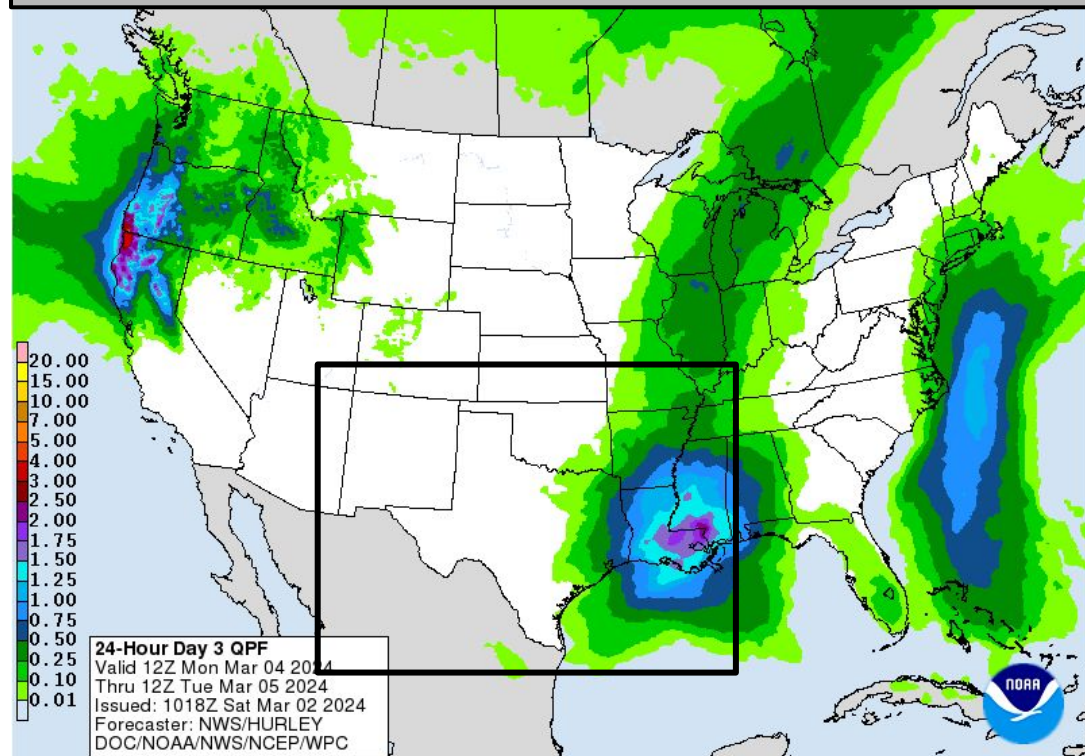 20.00
15.00
10.00
7.00
5.00
4.00
3.00
2.50
2.00
1.75
1.50
1.25
1.00
0.75
0.50
0.25
0.10
0.01
24-Hour Day 3 QPF
Valid 12Z Mon Mar 04 2024
Thru 12Z Tue Mar 05 2024
Issued: 1018Z Sat Mar 02 2024
Forecaster: NWS/HURLEY
DOC/NOAA/NWS/NCEP/WPC
NOAA